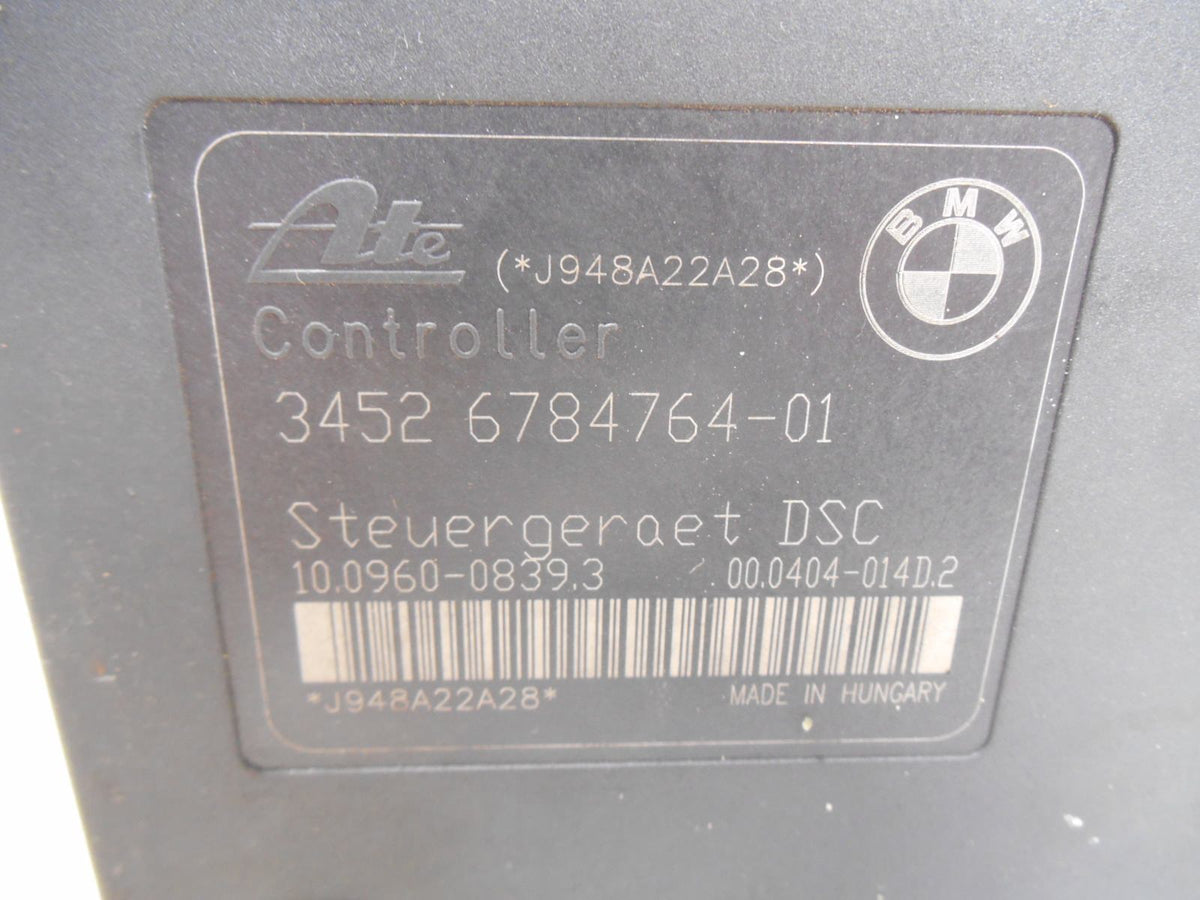 Ate (*J948A22A28*)
BMW
Controller
3452 6784764-01
Steuergeraet DSC
10.0960-0839.3 00.0404-014D.2
*J948A22A28*
MADE IN HUNGARY